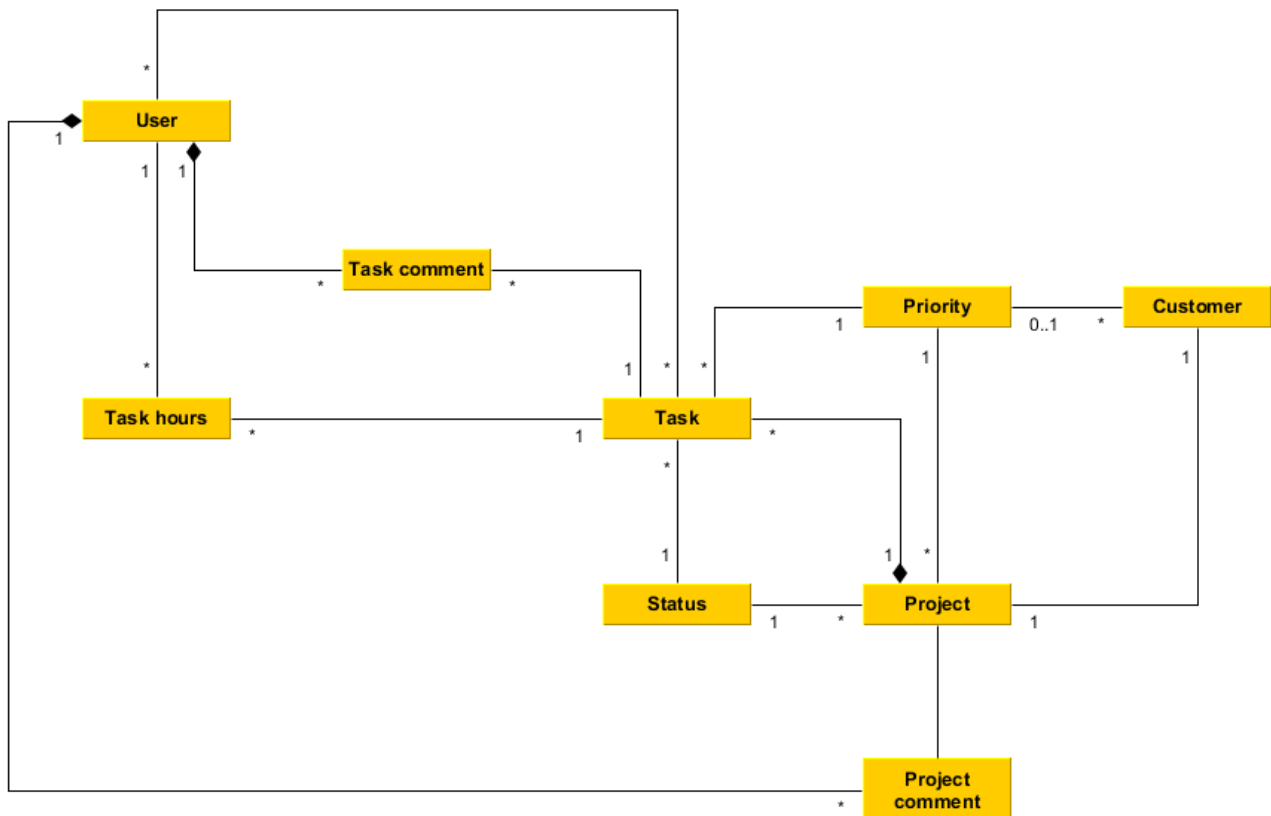 *
User
1
1
1
Task comment
*
*
Priority
Customer
1
0..1
*
*
1
*
*
1
1
Task hours
Task
*
1
*
*
1
1
*
Status
Project
1
*
1
Project
comment
*